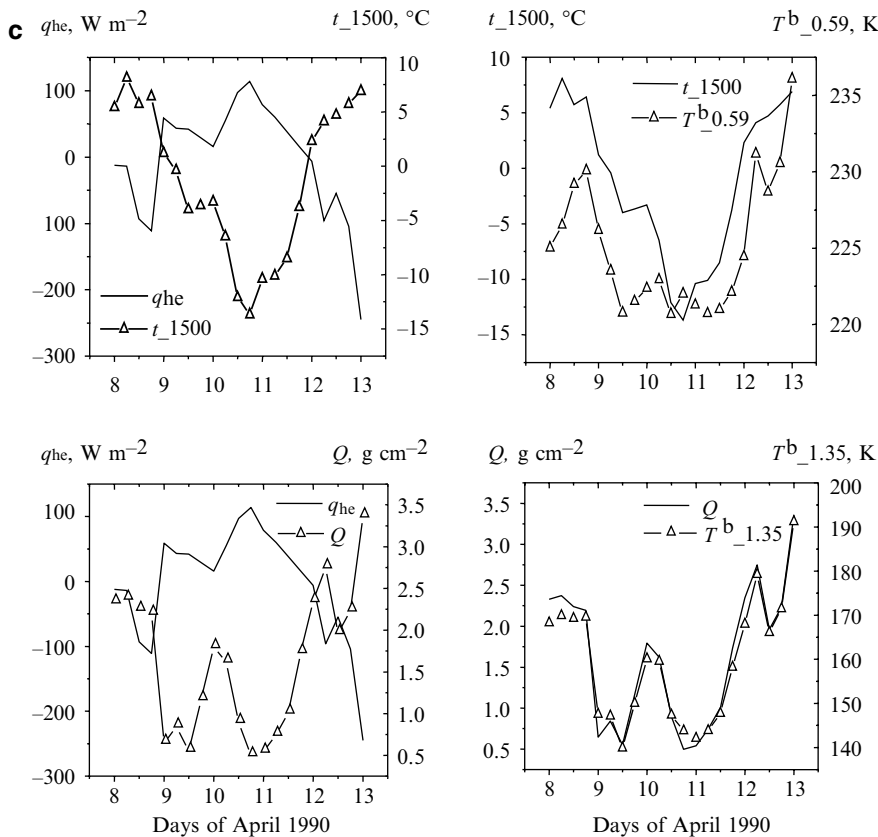 c
qhe, W m−2 t_1500, °C
100
0
100
−200
−300
10
5
0
−5
−10
−15
qhe
t_1500
8 9 10 11 12 13
t_1500, °C Tb_0.59, K
10
5
0
−5
−10
−15
235
230
225
220
t_1500
Tb_0.59
8 9 10 11 12 13
qhe, W m−2 Q, g cm−2
100
0
−100
−200
−300
3.5
3.0
2.5
2.0
1.5
1.0
0.5
qhe
Q
8 9 10 11 12 13
Days of April 1990
Q, g cm−2 Tb_1.35, K
3.5
3.0
2.5
2.0
1.5
1.0
0.5
200
190
180
170
160
150
140
Q
Tb_1.35
8 9 10 11 12 13
Days of April 1990